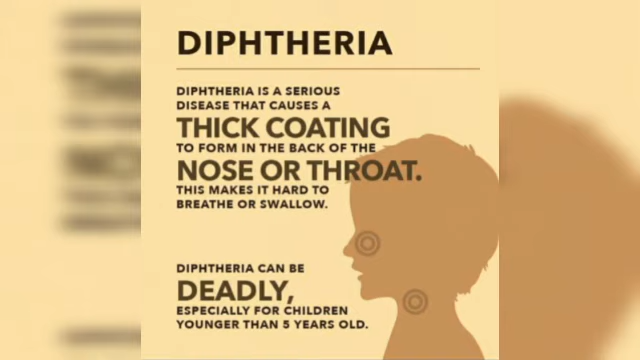 DIPHTHERIA
DIPHTHERIA IS A SERIOUS
DISEASE THAT CAUSES A
THICK COATING
TO FORM IN THE BACK OF THE
NOSE OR THROAT.
THIS MAKES IT HARD TO
BREATHE OR SWALLOW.
DIPHTHERIA CAN BE
DEADLY,
ESPECIALLY FOR CHILDREN
YOUNGER THAN 5 YEARS OLD.